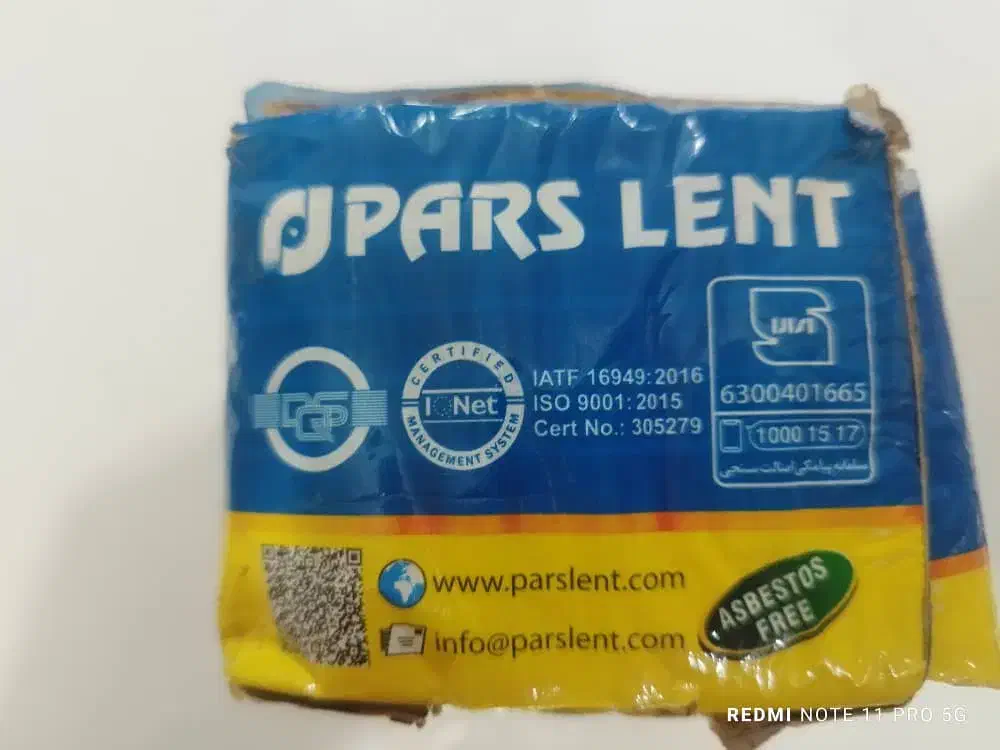 PARS LENT
DQS
CERTIFIED
IQNet
MANAGEMENT SYSTEM
IATF 16949:2016
ISO 9001:2015
Cert No.: 305279
6300401665
1000 15 17
سامانه پیامکی اصالت سنجی
www.parslent.com
info@parslent.com
ASBESTOS
FREE
REDMI NOTE 11 PRO 5G